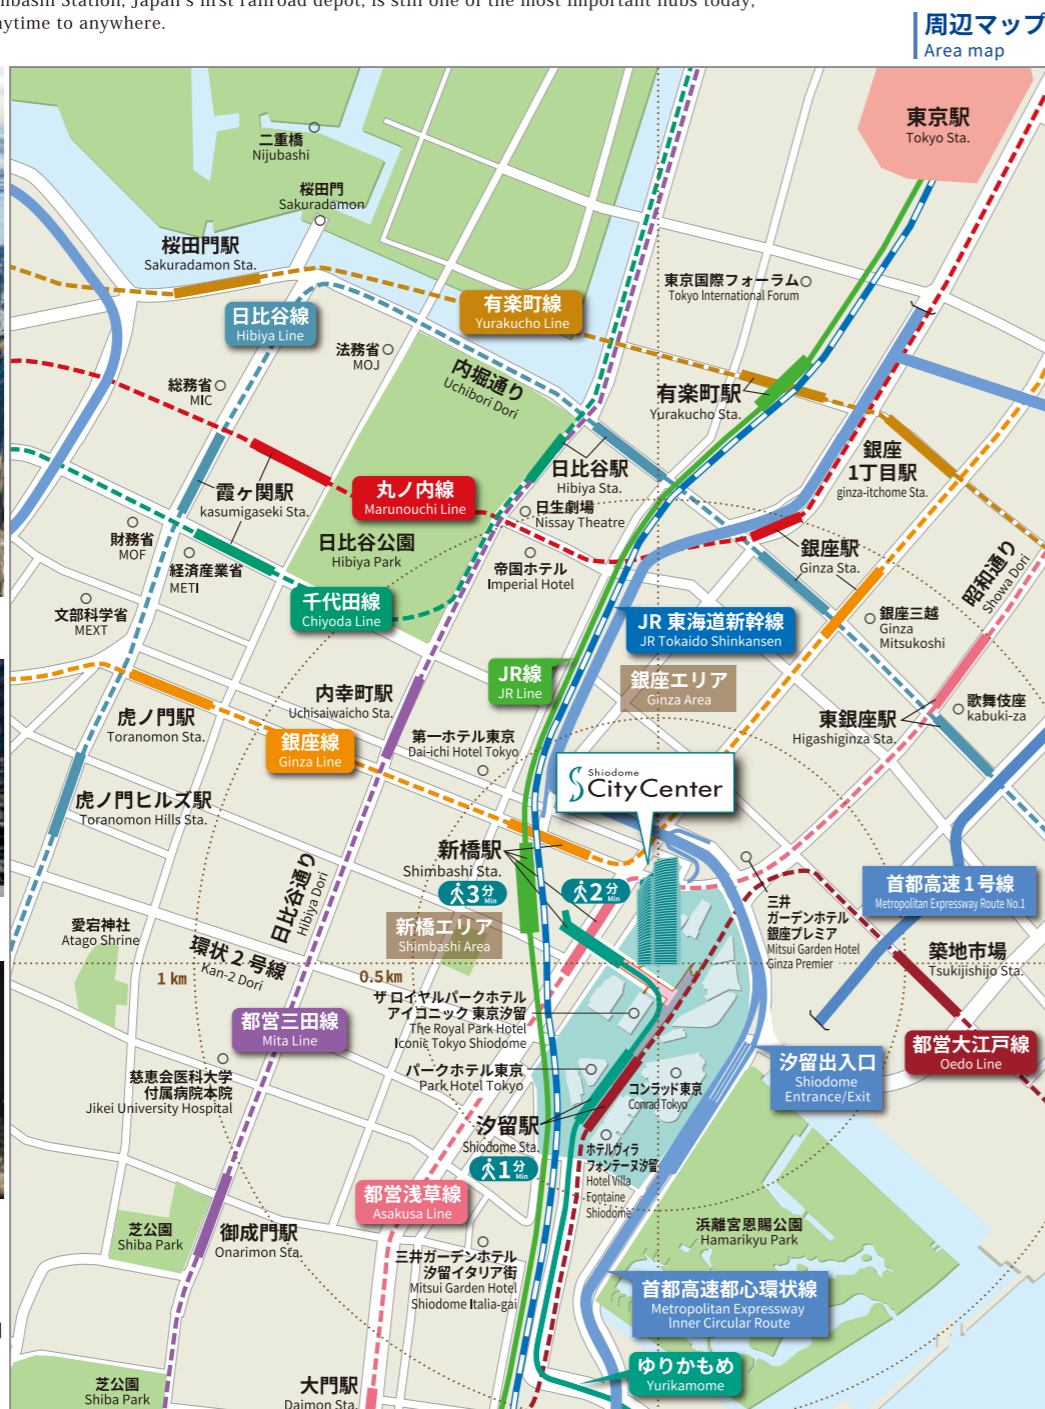 mbashi Station, Japan's first railroad depot, is still one of the most important hubs today,
nytime to anywhere.
周辺マップ
Area map
東京駅
Tokyo Sta.
二重橋
Nijubashi
桜田門
Sakuradamon
桜田門駅
Sakuradamon Sta.
東京国際フォーラム
Tokyo International Forum
日比谷線
Hibiya Line
有楽町線
Yurakucho Line
法務省
MOJ
内堀通り
Uchibori Dori
総務省
MIC
有楽町駅
Yurakucho Sta.
銀座
1丁目駅
ginza-itchome Sta.
日比谷駅
Hibiya Sta.
霞ヶ関駅
kasumigaseki Sta.
丸ノ内線
Marunouchi Line
日生劇場
Nissay Theatre
財務省
MOF
経済産業省
METI
日比谷公園
Hibiya Park
帝国ホテル
Imperial Hotel
銀座駅
Ginza Sta.
昭和通り
Showa Dori
文部科学省
MEXT
千代田線
Chiyoda Line
JR 東海道新幹線
JR Tokaido Shinkansen
銀座三越
Ginza
Mitsukoshi
JR線
JR Line
銀座エリア
Ginza Area
内幸町駅
Uchisaiwaicho Sta.
歌舞伎座
kabuki-za
東銀座駅
Higashiginza Sta.
虎ノ門駅
Toranomon Sta.
銀座線
Ginza Line
第一ホテル東京
Dai-ichi Hotel Tokyo
Shiodome
CityCenter
虎ノ門ヒルズ駅
Toranomon Hills Sta.
新橋駅
Shimbashi Sta.
3分
Min
2分
Min
首都高速1号線
Metropolitan Expressway Route No.1
日比谷通り
Hibiya Dori
新橋エリア
Shimbashi Area
三井
ガーデンホテル
銀座プレミア
Mitsui Garden Hotel
Ginza Premier
愛宕神社
Atago Shrine
環状2号線
Kan-2 Dori
築地市場
Tsukijishijo Sta.
1 km
0.5 km
ザ ロイヤルパークホテル
アイコニック 東京汐留
The Royal Park Hotel
Iconic Tokyo Shiodome
都営三田線
Mita Line
都営大江戸線
Oedo Line
汐留出入口
Shiodome
Entrance/Exit
慈恵会医科大学
付属病院本院
Jikei University Hospital
パークホテル東京
Park Hotel Tokyo
コンラッド東京
Conrad Tokyo
汐留駅
Shiodome Sta.
1分
Min
ホテルヴィラ
フォンテーヌ汐留
Hotel Villa
Fontaine
Shiodome
都営浅草線
Asakusa Line
芝公園
Shiba Park
御成門駅
Onarimon Sta.
浜離宮恩賜公園
Hamarikyu Park
三井ガーデンホテル
汐留イタリア街
Mitsui Garden Hotel
Shiodome Italia-gai
首都高速都心環状線
Metropolitan Expressway
Inner Circular Route
ゆりかもめ
Yurikamome
芝公園
Shiba Park
大門駅
Daimon Sta.